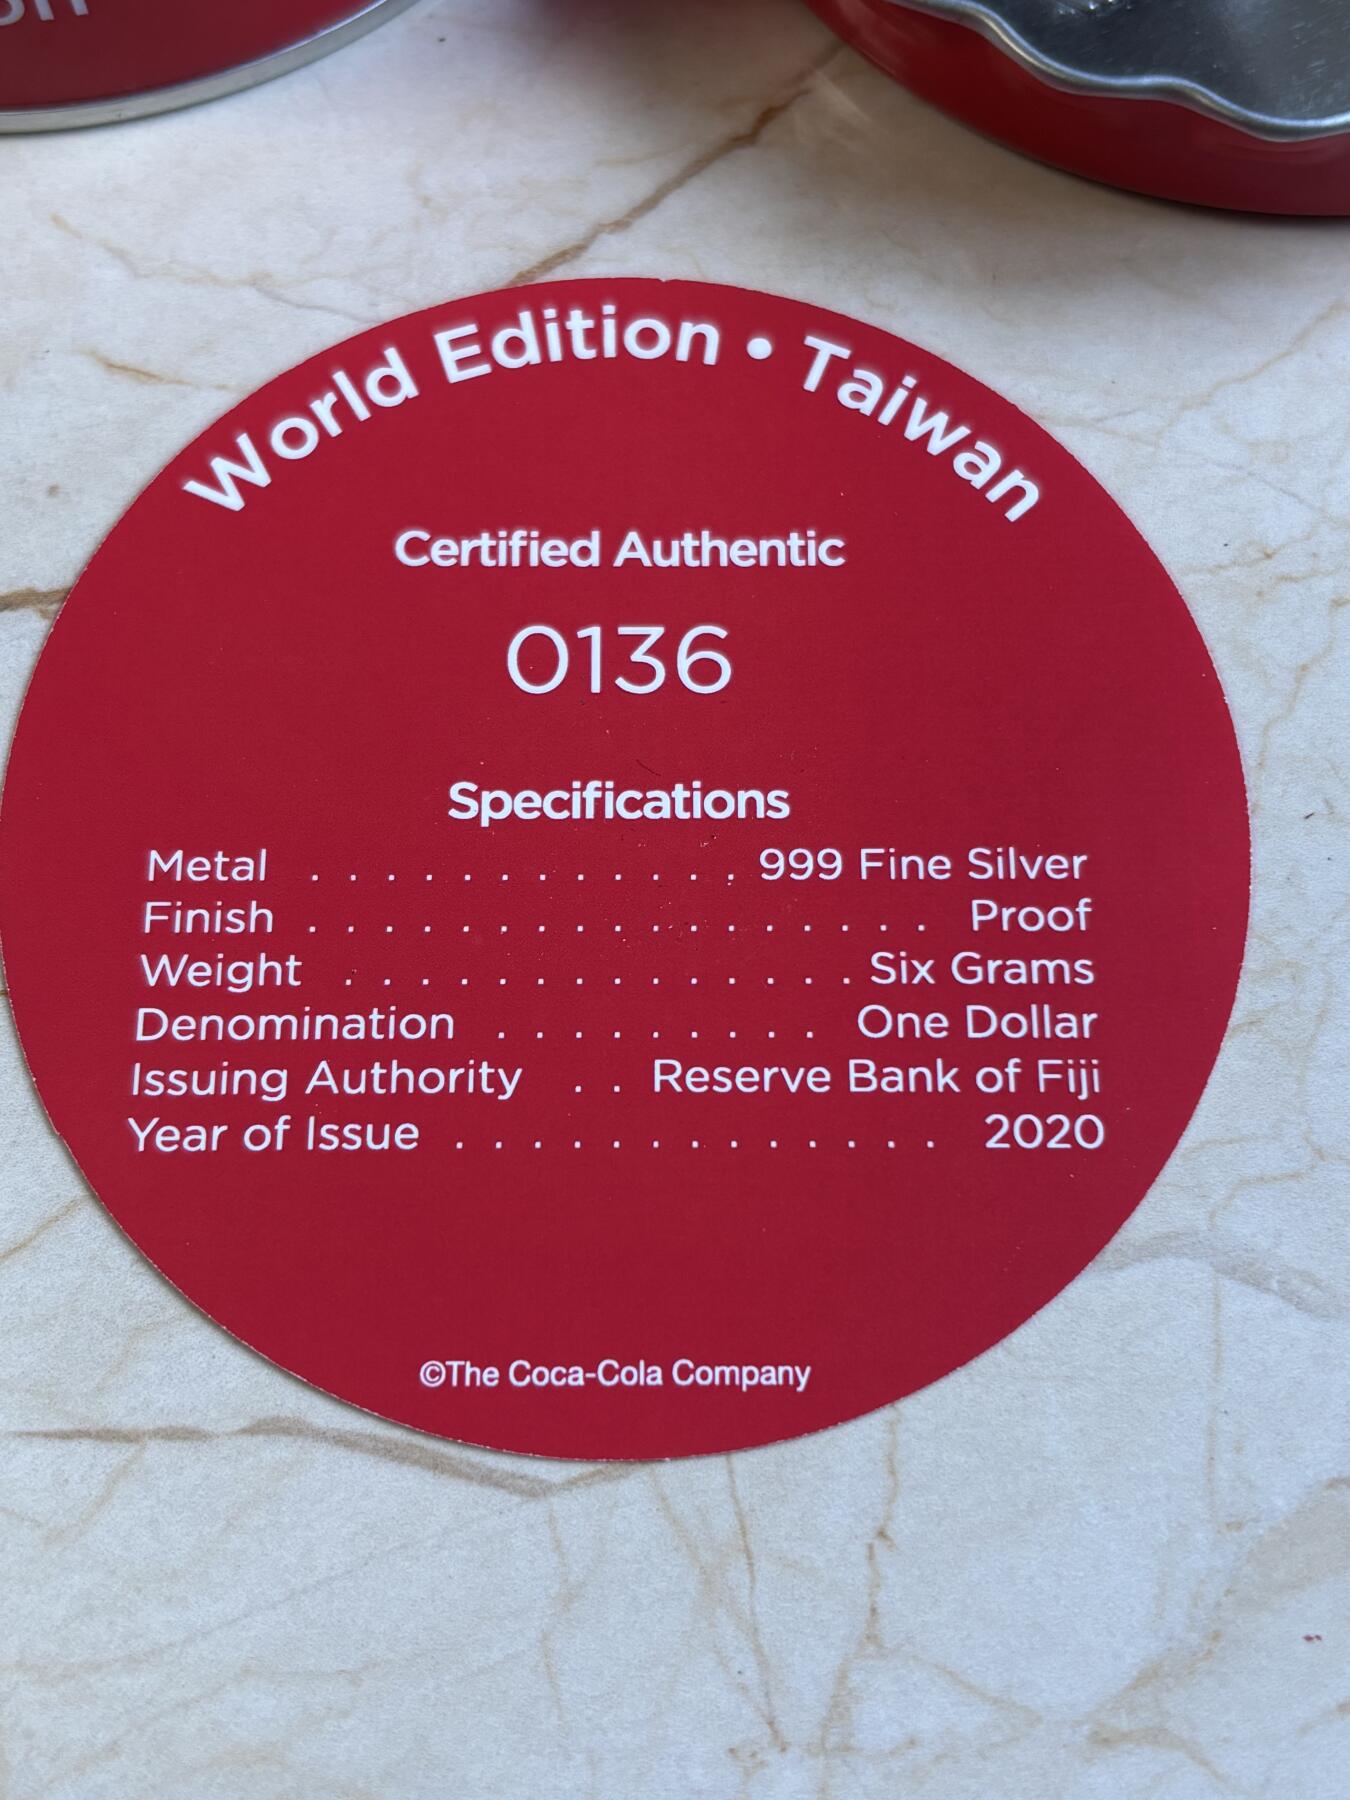 World Edition • Taiwan
Certified Authentic
0136
Specifications
Metal . . . . . . . . . . . . 999 Fine Silver
Finish . . . . . . . . . . . . . . . . Proof
Weight . . . . . . . . . . . . . Six Grams
Denomination . . . . . . . . . One Dollar
Issuing Authority . . Reserve Bank of Fiji
Year of Issue . . . . . . . . . . . . . 2020
©The Coca-Cola Company